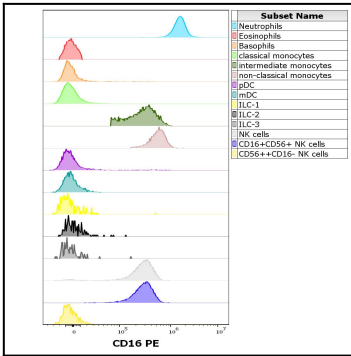 Subset Name
Neutrophils
Eosinophils
Basophils
classical monocytes
intermediate monocytes
non-classical monocytes
pDC
mDC
ILC-1
ILC-2
ILC-3
NK cells
CD16+CD56+ NK cells
CD56++CD16- NK cells
0 10⁵ 10⁶ 10⁷
CD16 PE